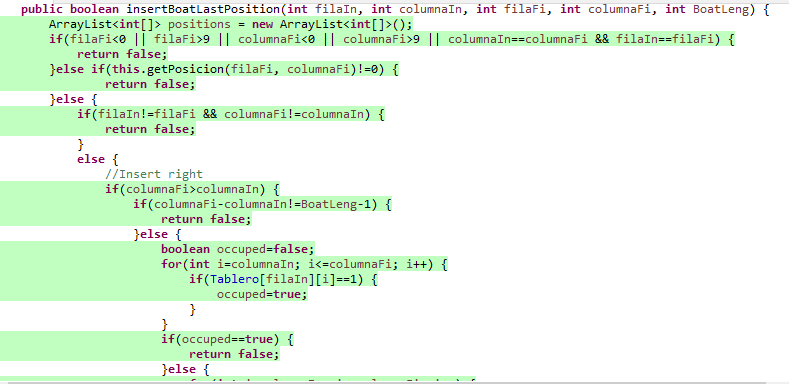 public boolean insertBoatLastPosition(int filaIn, int columnaIn, int filaFi, int columnaFi, int BoatLeng) {
ArrayList<int[]> positions = new ArrayList<int[]>();
if(filaFi<0 || filaFi>9 || columnaFi<0 || columnaFi>9 || columnaIn==columnaFi && filaIn==filaFi) {
return false;
}else if(this.getPosicion(filaFi, columnaFi)!=0) {
return false;
}else {
if(filaIn!=filaFi && columnaFi!=columnaIn) {
return false;
}
else {
//Insert right
if(columnaFi>columnaIn) {
if(columnaFi-columnaIn!=BoatLeng-1) {
return false;
}else {
boolean occuped=false;
for(int i=columnaIn; i<=columnaFi; i++) {
if(Tablero[filaIn][i]==1) {
occuped=true;
}
}
if(occuped==true) {
return false;
}else {